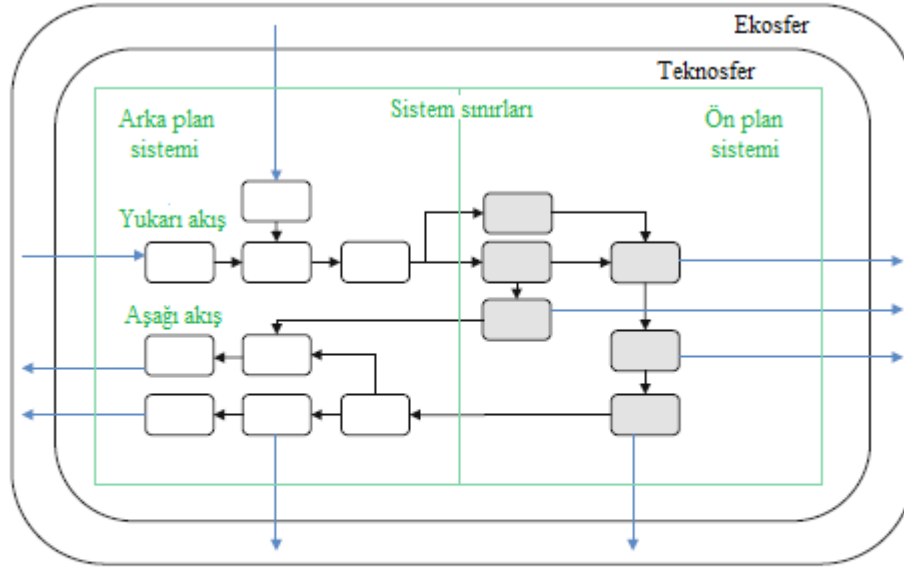 Ekosfer
Teknosfer
Sistem sınırları
Arka plan
sistemi
Ön plan
sistemi
Yukarı akış
Aşağı akış